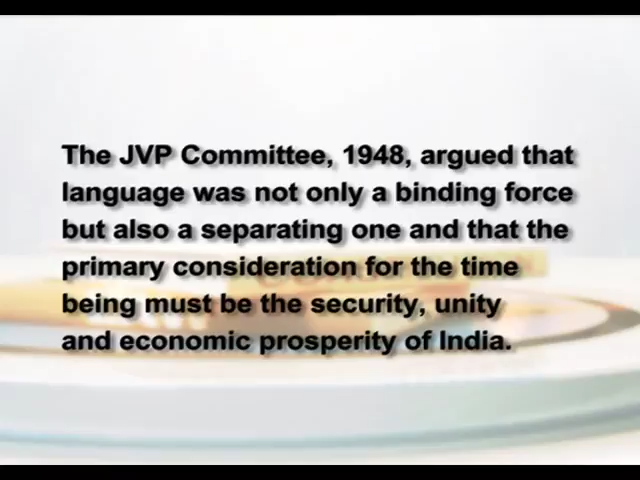 The JVP Committee, 1948, argued that
language was not only a binding force
but also a separating one and that the
primary consideration for the time
being must be the security, unity
and economic prosperity of India.